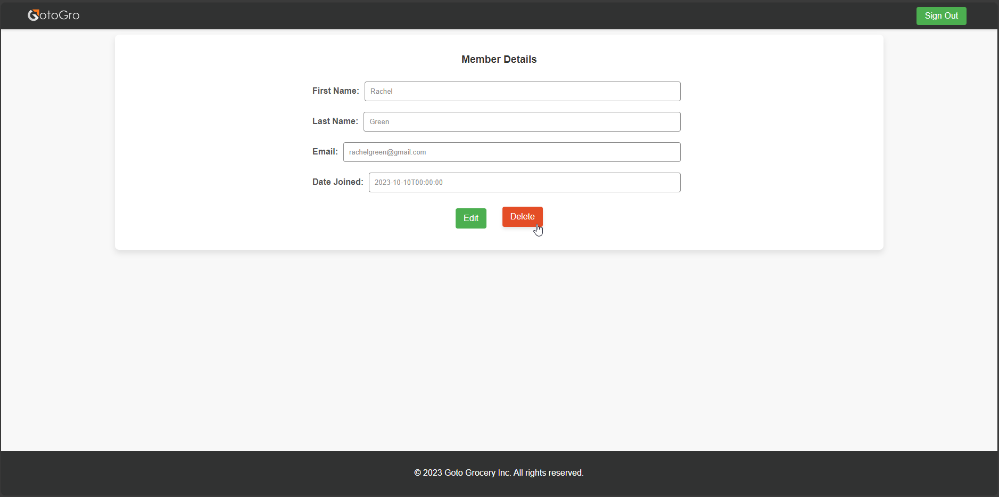 GotoGro
Sign Out
Member Details
First Name: Rachel
Last Name: Green
Email: rachelgreen@gmail.com
Date Joined: 2023-10-10T00:00:00
Edit Delete
© 2023 Goto Grocery Inc. All rights reserved.